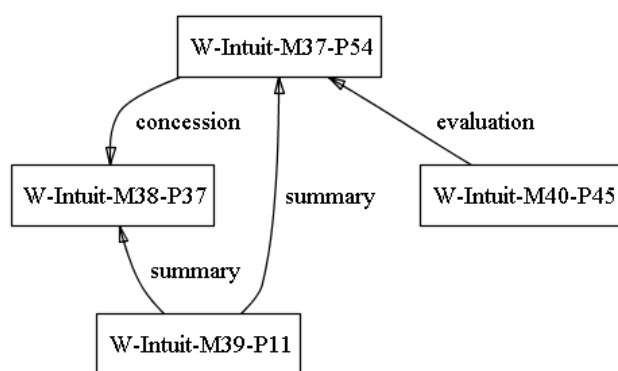 W-Intuit-M37-P54
concession
evaluation
W-Intuit-M38-P37
summary
W-Intuit-M40-P45
summary
W-Intuit-M39-P11